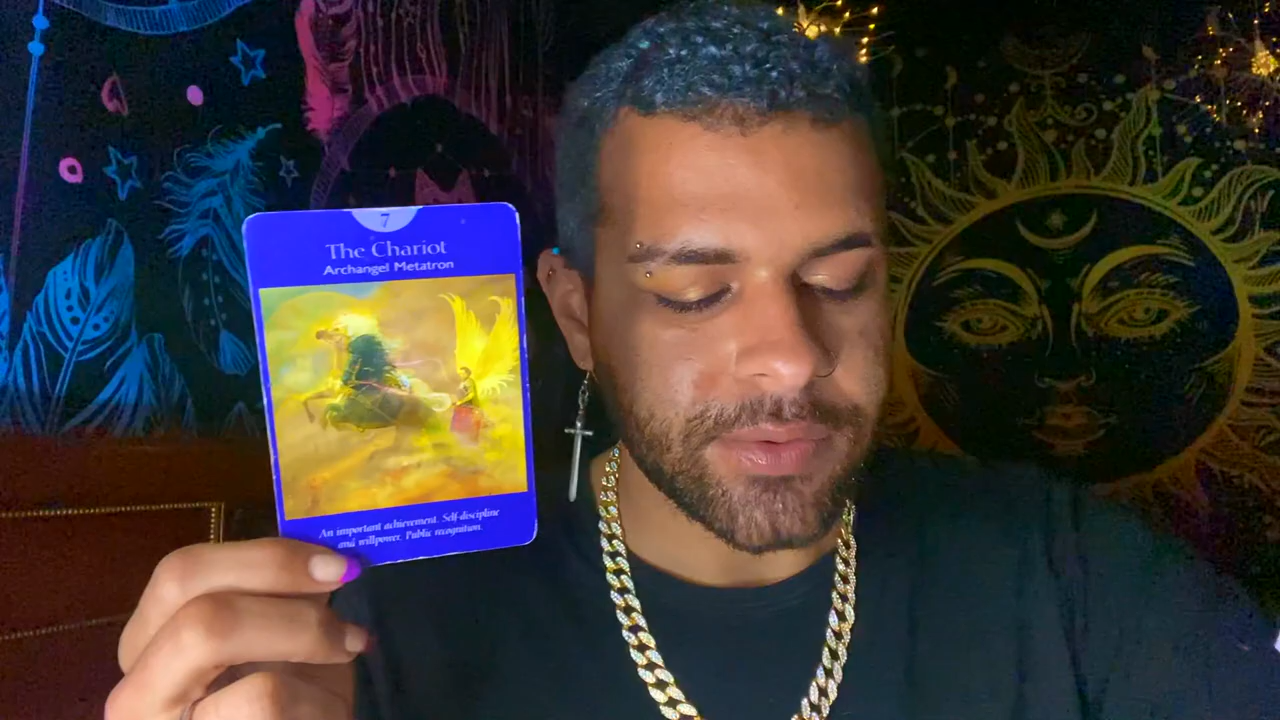 7
The Chariot
Archangel Metatron
An important achievement. Self-discipline
and willpower. Public recognition.